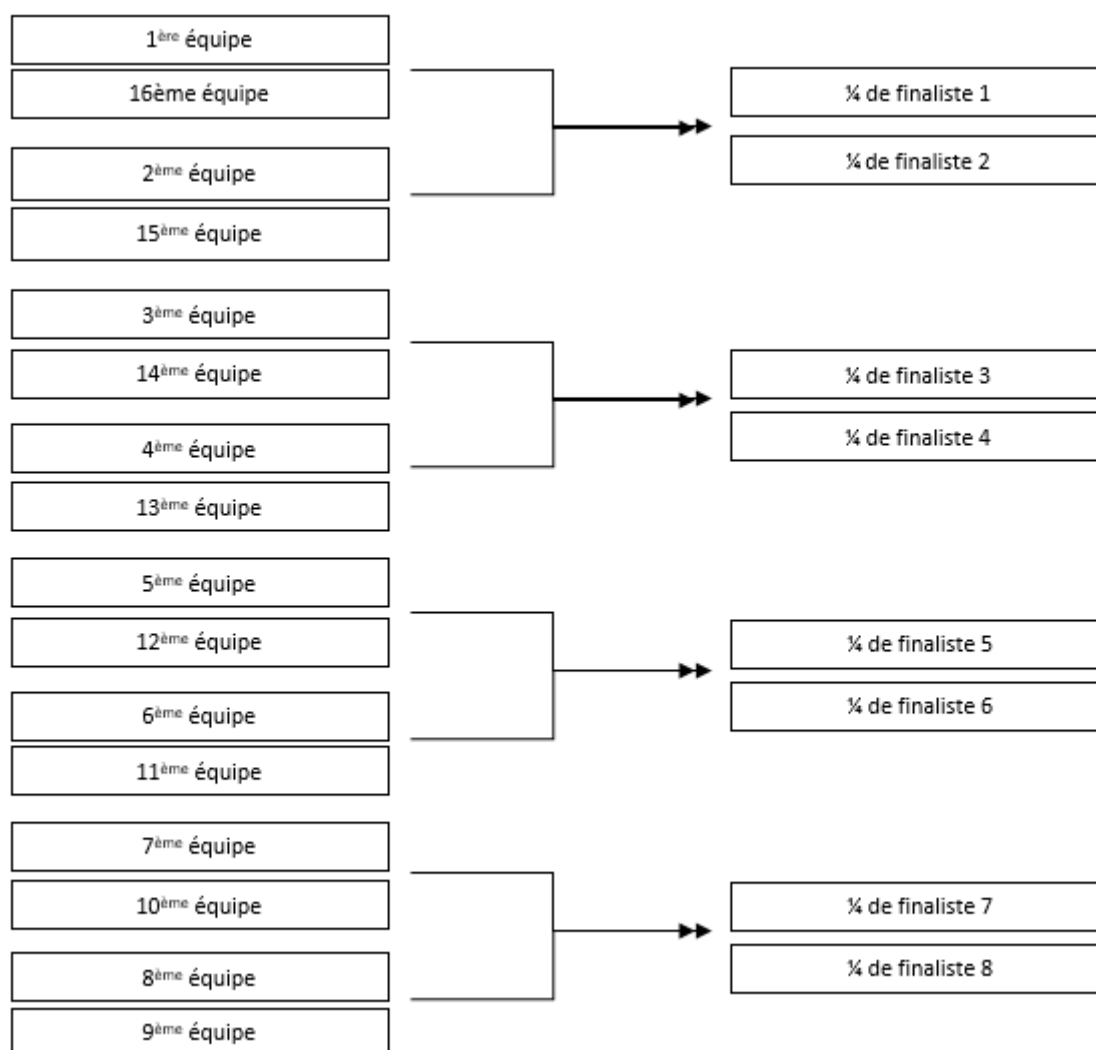 1ère équipe
16ème équipe
2ème équipe
15ème équipe
¼ de finaliste 1
¼ de finaliste 2
3ème équipe
14ème équipe
4ème équipe
13ème équipe
¼ de finaliste 3
¼ de finaliste 4
5ème équipe
12ème équipe
6ème équipe
11ème équipe
¼ de finaliste 5
¼ de finaliste 6
7ème équipe
10ème équipe
8ème équipe
9ème équipe
¼ de finaliste 7
¼ de finaliste 8